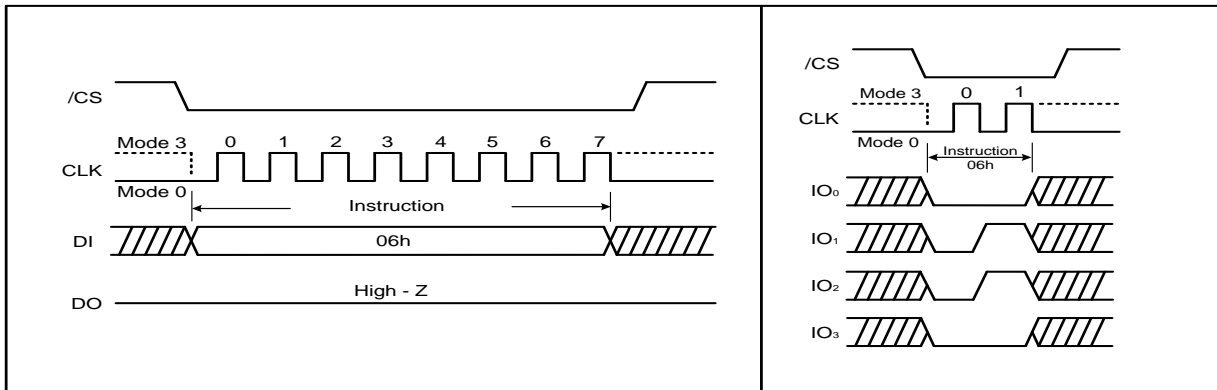 /CS
Mode 3 0 1 2 3 4 5 6 7
CLK
Mode 0
Instruction
DI 06h
High - Z
DO
/CS
Mode 3 0 1
CLK
Mode 0 Instruction
06h
IO₀
IO₁
IO₂
IO₃